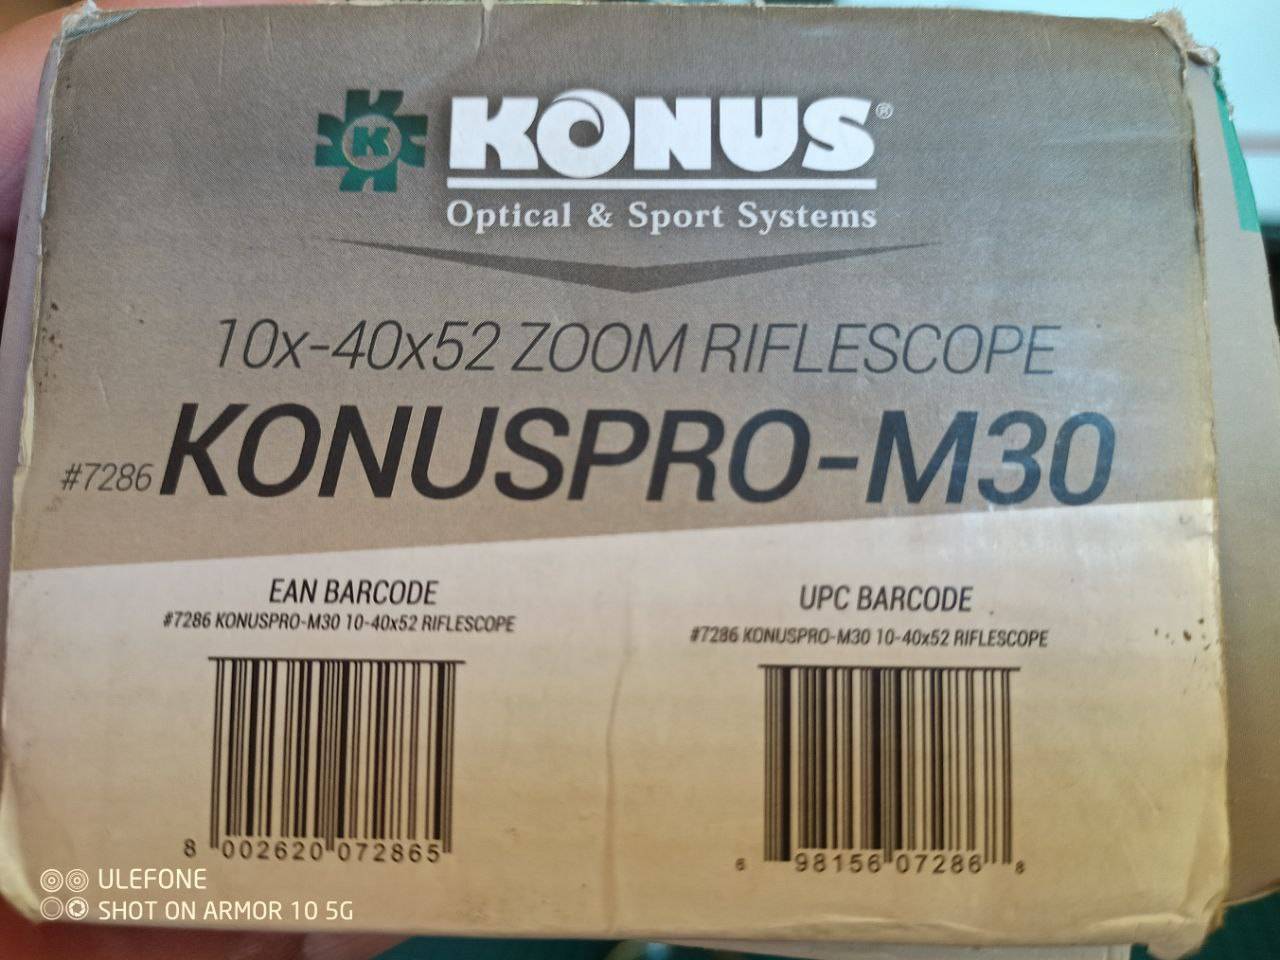 KONUS®
Optical & Sport Systems
10x-40x52 ZOOM RIFLESCOPE
#7286 KONUSPRO-M30
EAN BARCODE
#7286 KONUSPRO-M30 10-40x52 RIFLESCOPE
8 002620 072865
UPC BARCODE
#7286 KONUSPRO-M30 10-40x52 RIFLESCOPE
6 98156 07286 8
ULEFONE
SHOT ON ARMOR 10 5G